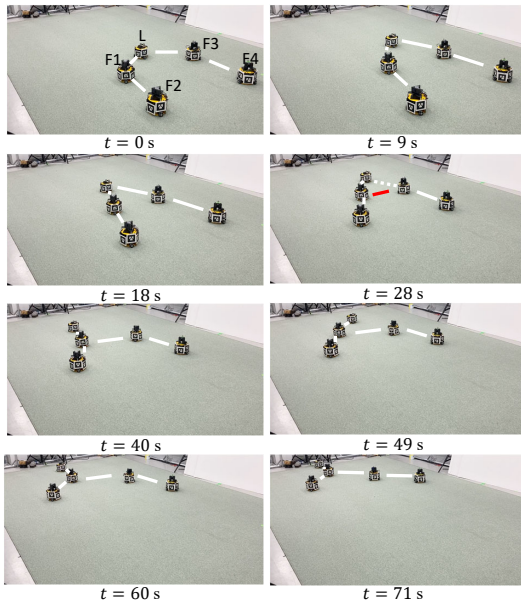 L
F3
F1
F4
F2
t = 0 s
t = 9 s
t = 18 s
t = 28 s
t = 40 s
t = 49 s
t = 60 s
t = 71 s